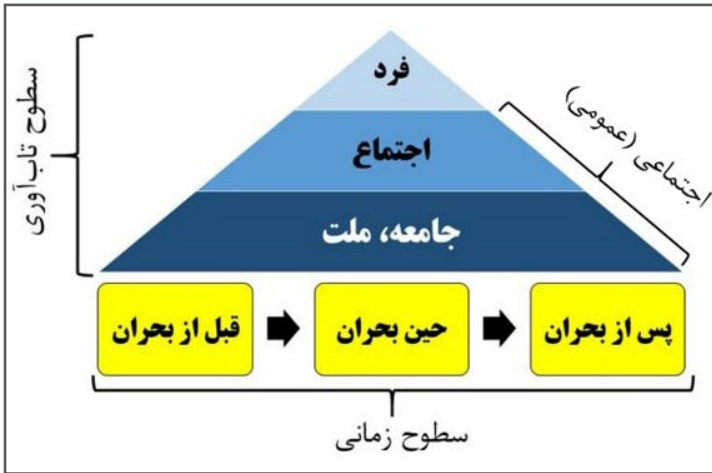 فرد
اجتماع
جامعه، ملت
سطوح تاب‌آوری
اجتماعی (عمومی)
قبل از بحران
حین بحران
پس از بحران
سطوح زمانی